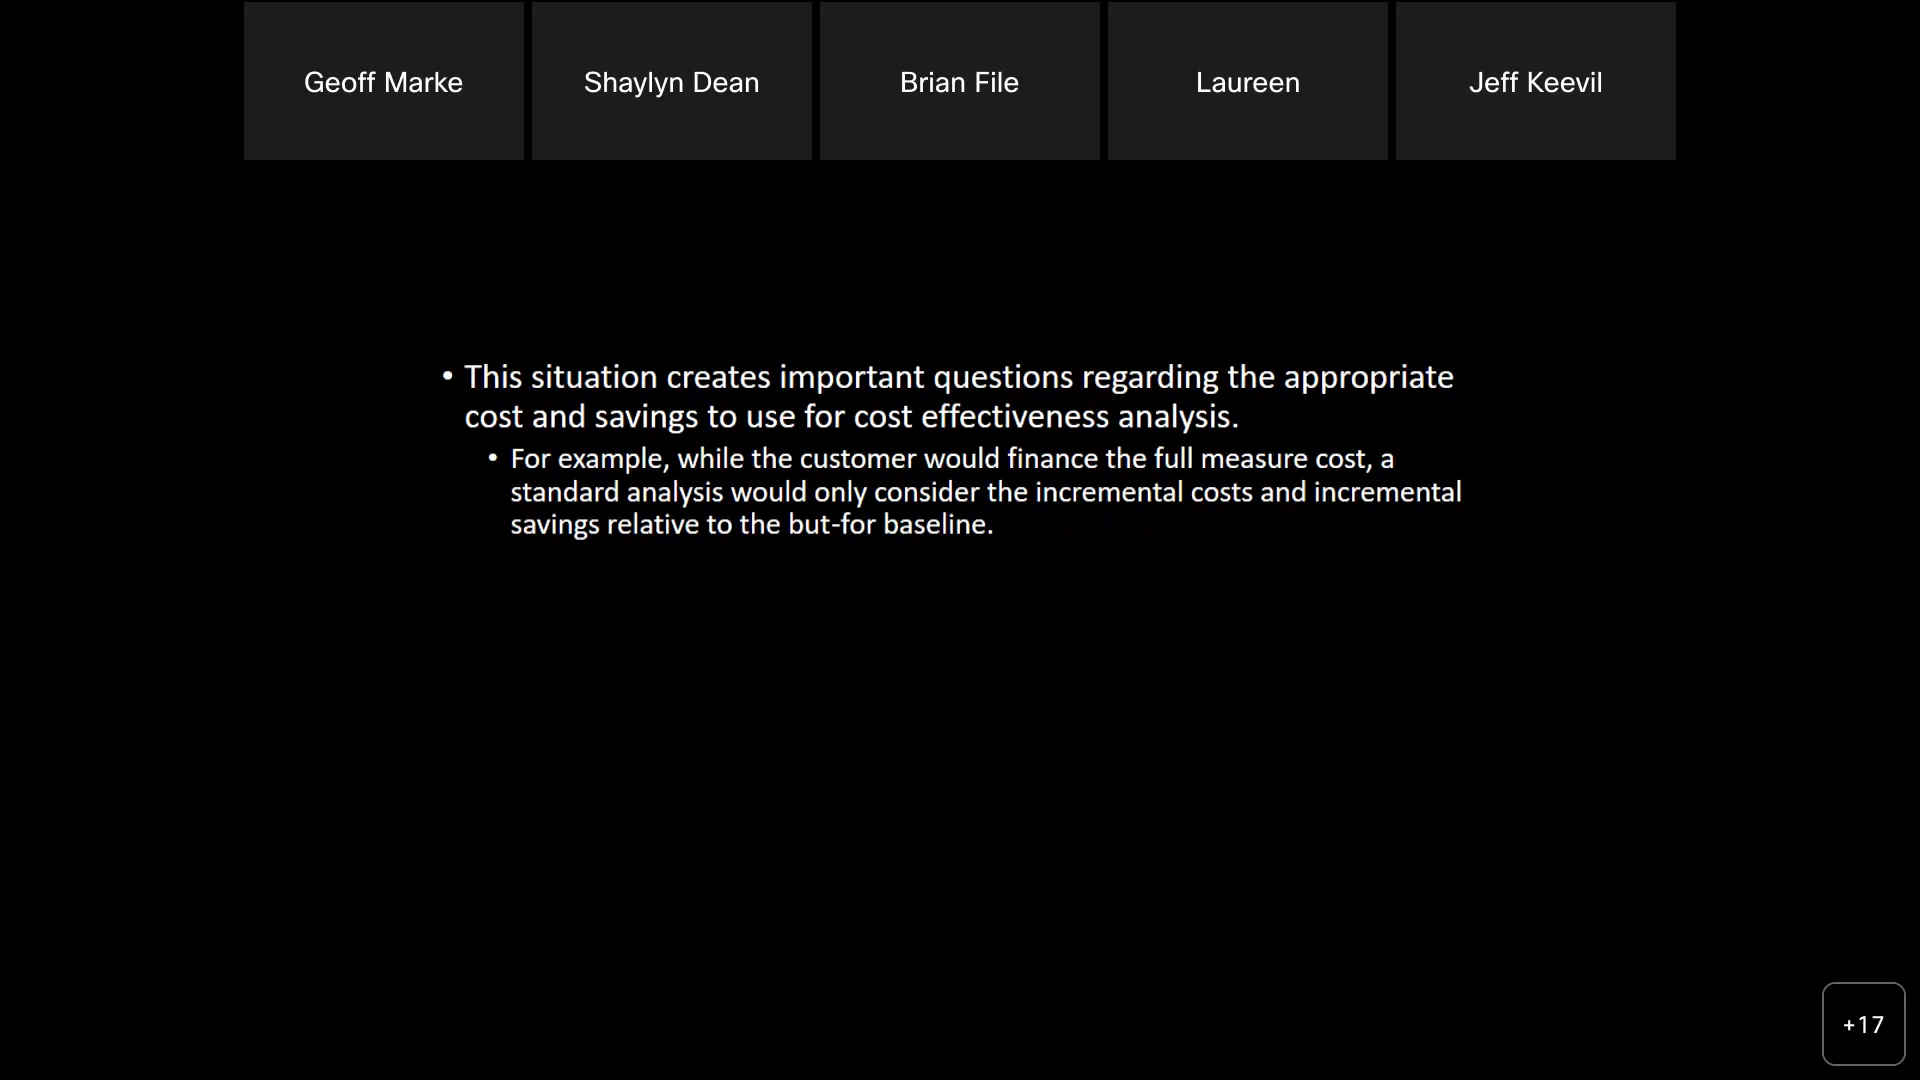 Geoff Marke
Shaylyn Dean
Brian File
Laureen
Jeff Keevil
• This situation creates important questions regarding the appropriate
cost and savings to use for cost effectiveness analysis.
• For example, while the customer would finance the full measure cost, a
standard analysis would only consider the incremental costs and incremental
savings relative to the but-for baseline.
+17